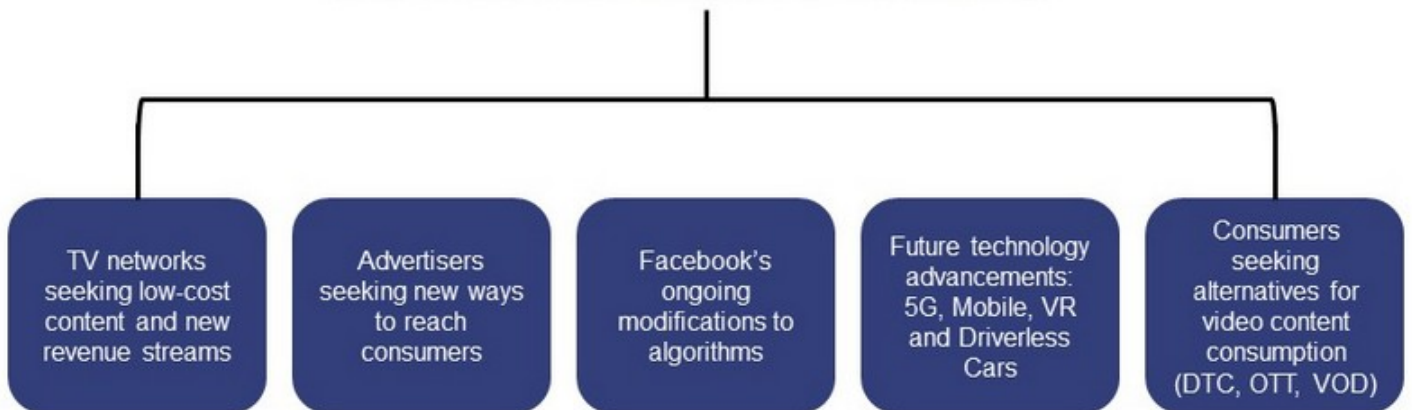 TV networks
seeking low-cost
content and new
revenue streams
Advertisers
seeking new ways
to reach
consumers
Facebook's
ongoing
modifications to
algorithms
Future technology
advancements:
5G, Mobile, VR
and Driverless
Cars
Consumers
seeking
alternatives for
video content
consumption
(DTC, OTT, VOD)